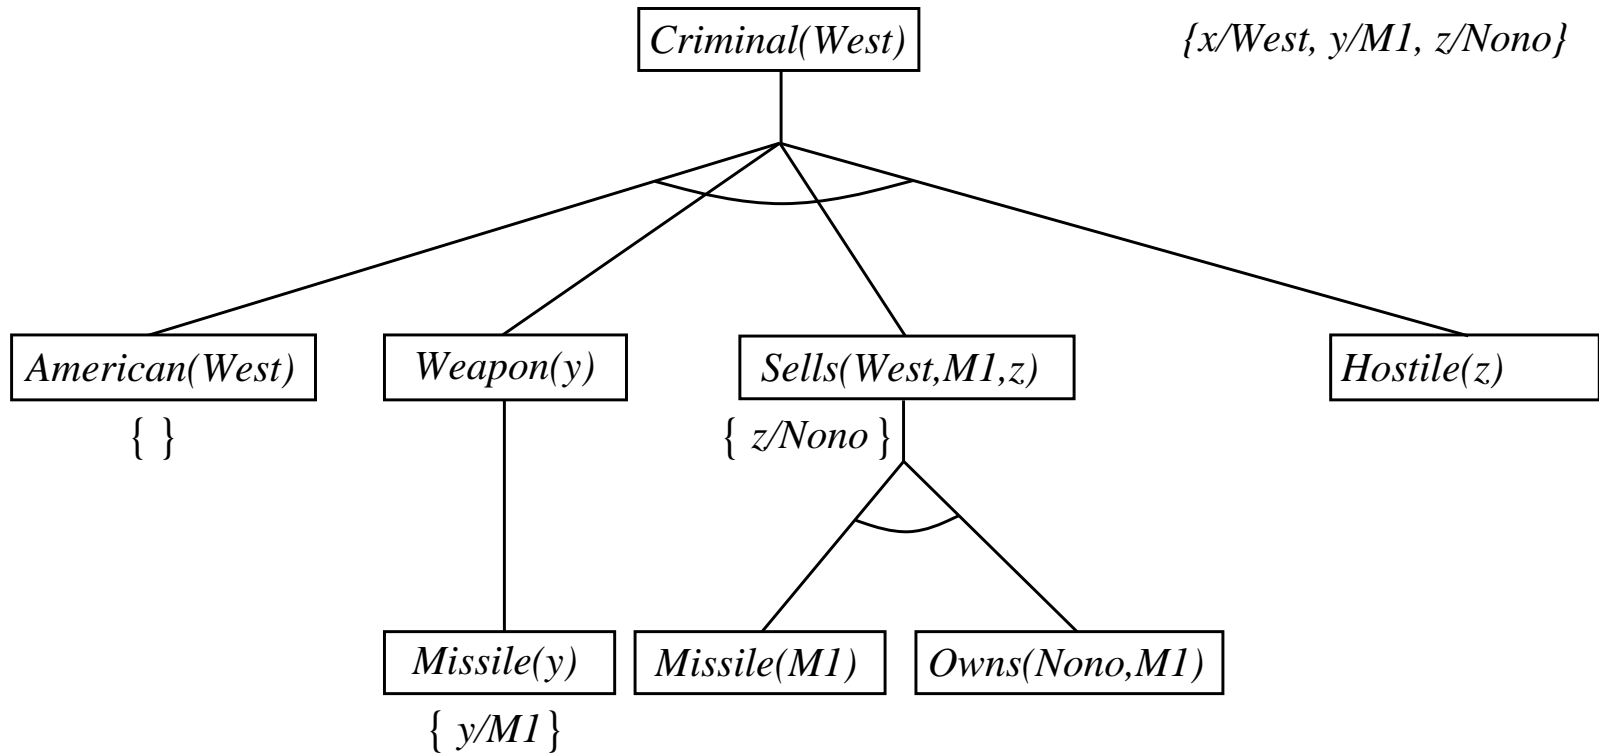 Criminal(West)
{x/West, y/M1, z/Nono}
American(West)
Weapon(y)
Sells(West,M1,z)
Hostile(z)
{ }
{ z/Nono }
Missile(y)
Missile(M1)
Owns(Nono,M1)
{ y/M1 }